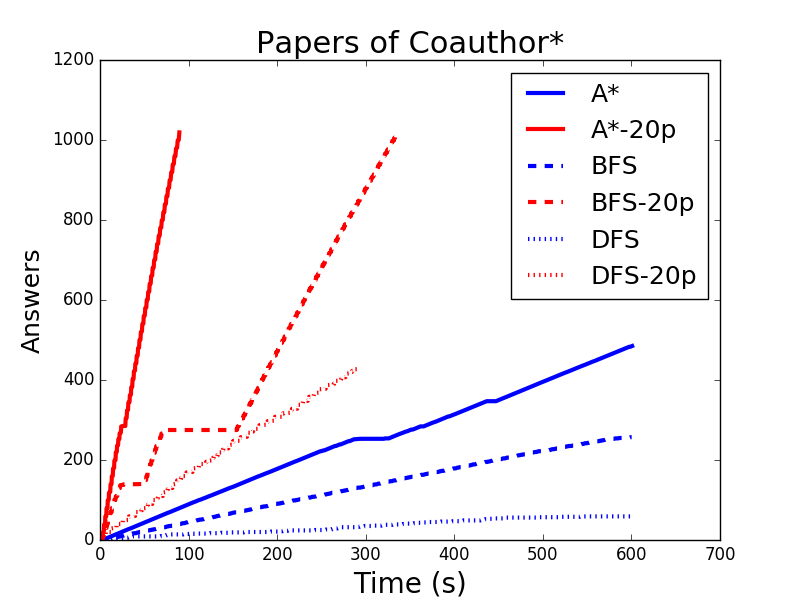 Papers of Coauthor*
1200
1000
800
600
400
200
0
Answers
0 100 200 300 400 500 600 700
Time (s)
A*
A*-20p
BFS
BFS-20p
DFS
DFS-20p